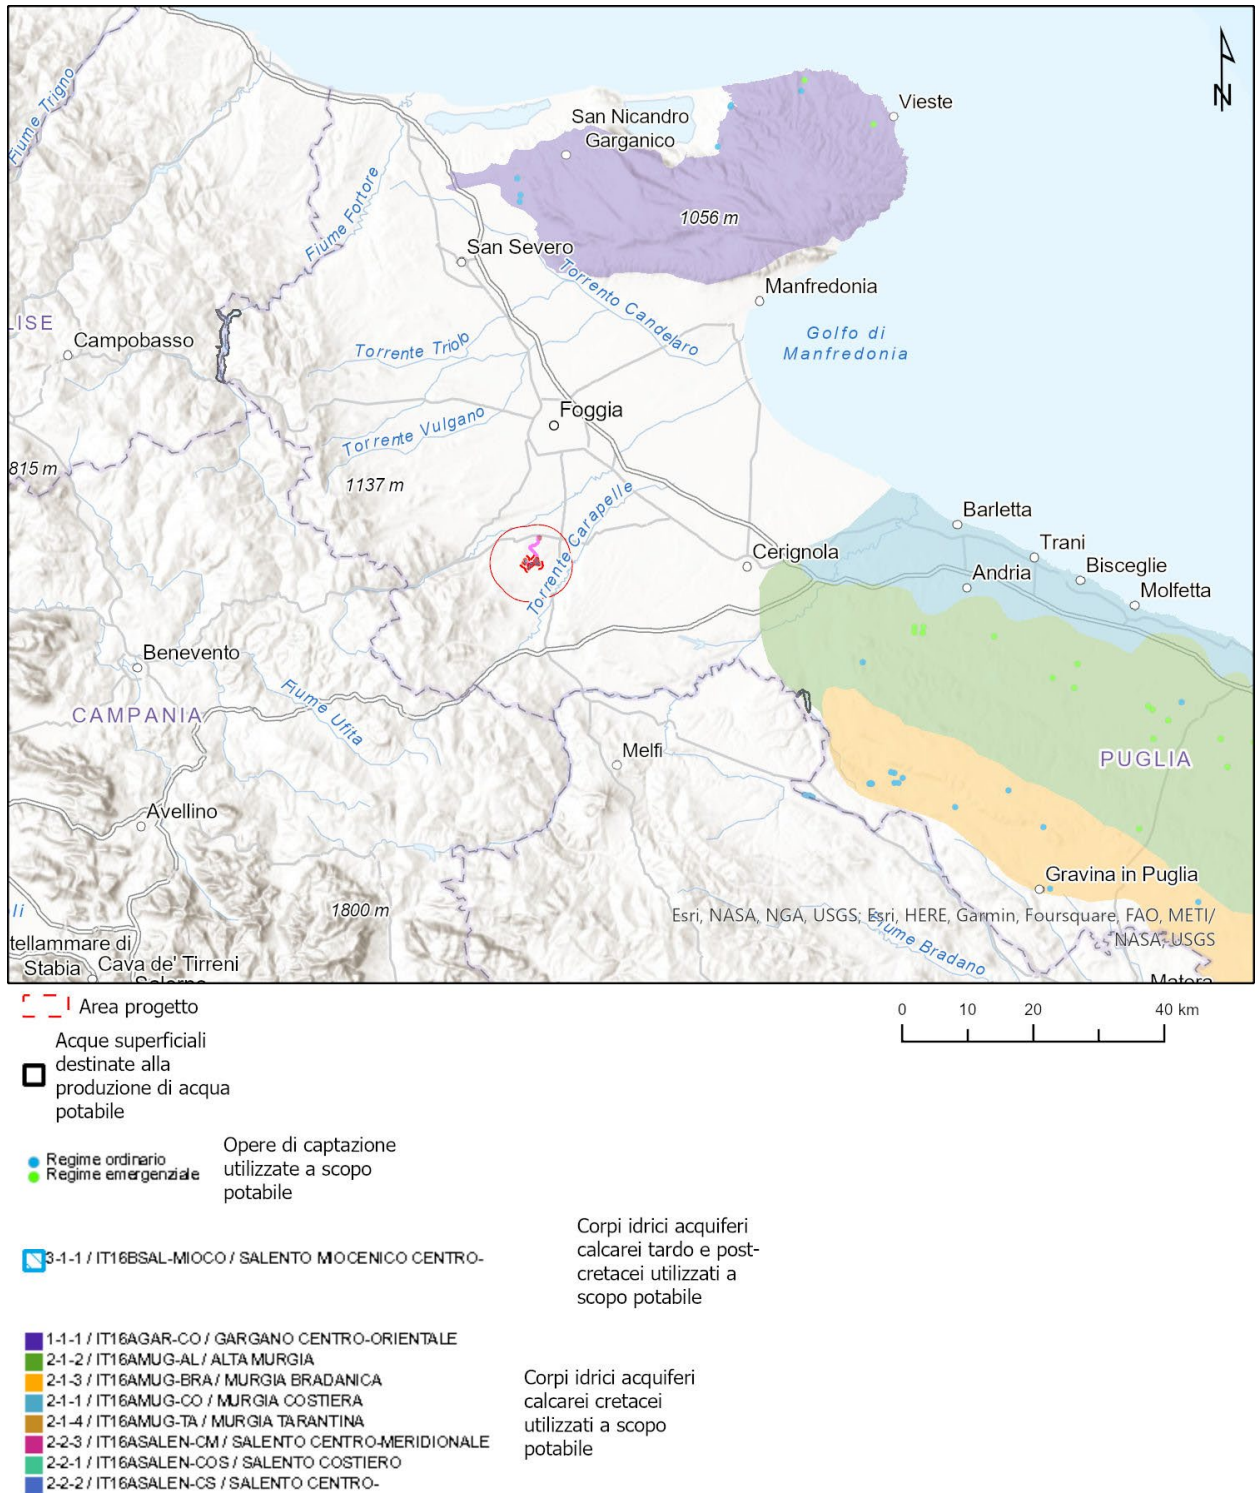 N
Fiume Trigno
San Nicandro
Garganico
Vieste
Fiume Fortore
1056 m
San Severo
Torrento Candelaro
Manfredonia
LISE
Campobasso
Torrente Triolo
Golfo di
Manfredonia
Foggia
Torrente Vulgano
815 m
1137 m
Torrente Carapelle
Barletta
Cerignola
Trani
Andria
Bisceglie
Molfetta
Benevento
Fiume Ufita
CAMPANIA
Melfi
PUGLIA
Avellino
Gravina in Puglia
1800 m
li
Esri, NASA, NGA, USGS; Esri, HERE, Garmin, Foursquare, FAO, METI/
NASA, USGS
Fiume Bradano
tellammare di
Stabia
Cava de' Tirreni
Salerno
Matera
Area progetto
0 10 20 40 km
Acque superficiali
destinate alla
produzione di acqua
potabile
Regime ordinario
Regime emergenziale
Opere di captazione
utilizzate a scopo
potabile
3-1-1 / IT16BSAL-MIOCO / SALENTO MIOCENICO CENTRO-
Corpi idrici acquiferi
calcarei tardo e post-
cretacei utilizzati a
scopo potabile
1-1-1 / IT16AGAR-CO / GARGANO CENTRO-ORIENTALE
2-1-2 / IT16AMUG-AL / ALTA MURGIA
2-1-3 / IT16AMUG-BRA / MURGIA BRADANICA
2-1-1 / IT16AMUG-CO / MURGIA COSTIERA
2-1-4 / IT16AMUG-TA / MURGIA TARANTINA
2-2-3 / IT16ASALEN-CM / SALENTO CENTRO-MERIDIONALE
2-2-1 / IT16ASALEN-COS / SALENTO COSTIERO
2-2-2 / IT16ASALEN-CS / SALENTO CENTRO-
Corpi idrici acquiferi
calcarei cretacei
utilizzati a scopo
potabile